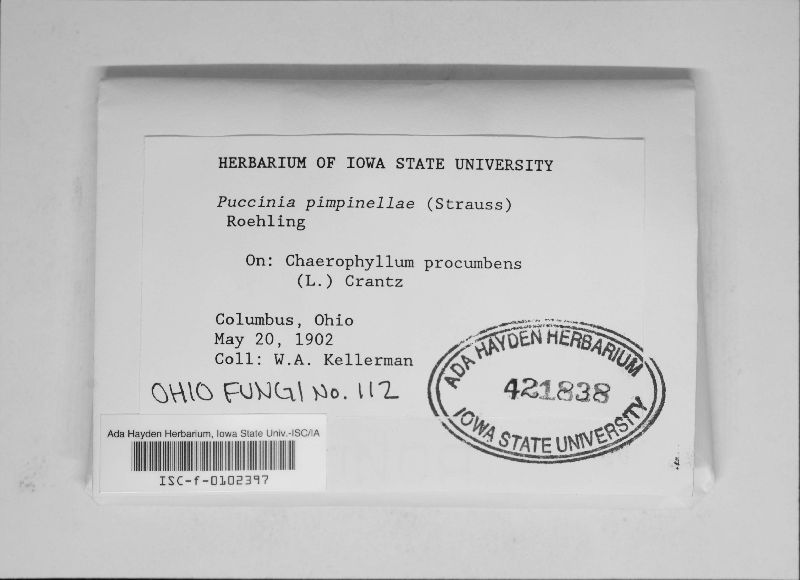 HERBARIUM OF IOWA STATE UNIVERSITY
Puccinia pimpinellae (Strauss)
Roehling
On: Chaerophyllum procumbens
(L.) Crantz
Columbus, Ohio
May 20, 1902
Coll: W.A. Kellerman
OHIO FUNGI No. 112
ADA HAYDEN HERBARIUM
421838
IOWA STATE UNIVERSITY
Ada Hayden Herbarium, Iowa State Univ.-ISC/IA
ISC-f-0102397